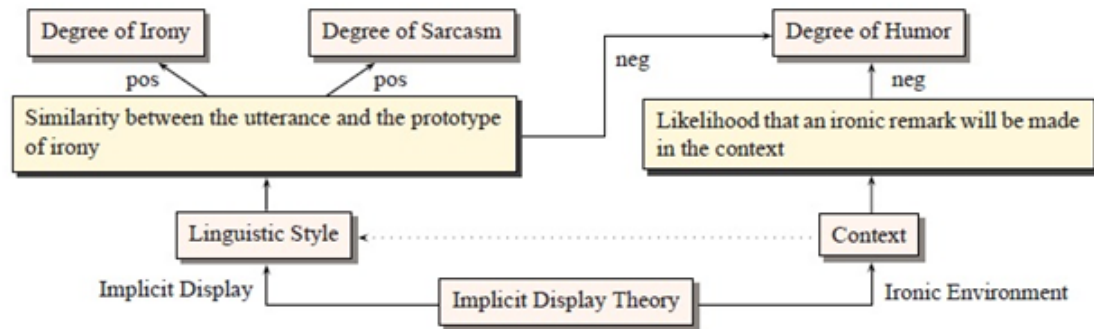 Degree of Irony
Degree of Sarcasm
Degree of Humor
pos
pos
neg
neg
Similarity between the utterance and the prototype
of irony
Likelihood that an ironic remark will be made
in the context
Linguistic Style
Context
Implicit Display
Implicit Display Theory
Ironic Environment